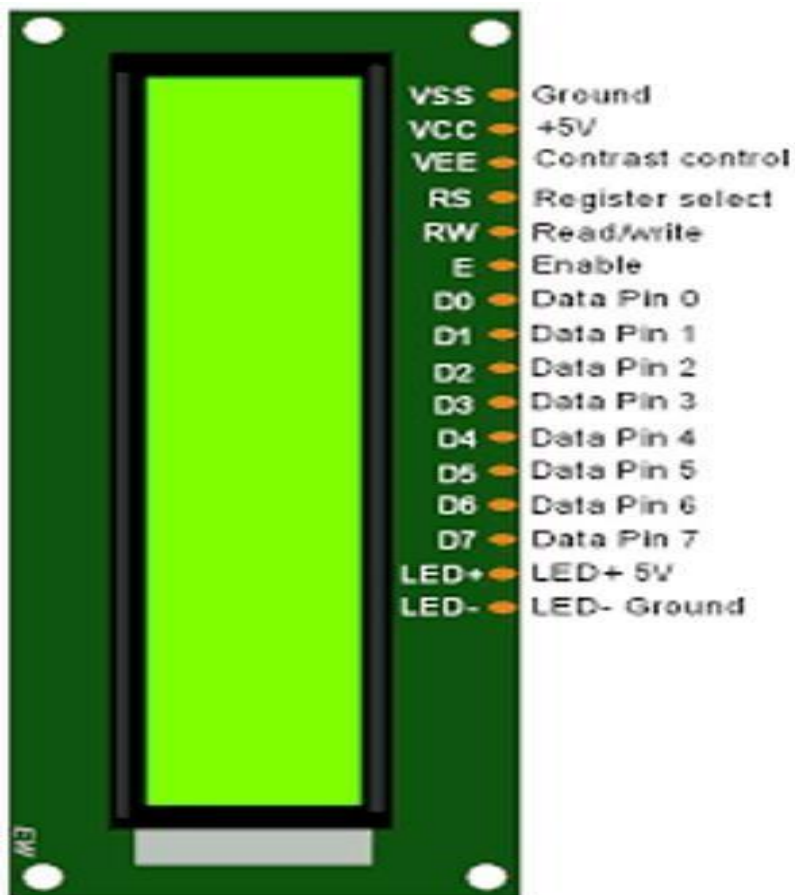 VSS Ground
VCC +5V
VEE Contrast control
RS Register select
RW Read/write
E Enable
D0 Data Pin 0
D1 Data Pin 1
D2 Data Pin 2
D3 Data Pin 3
D4 Data Pin 4
D5 Data Pin 5
D6 Data Pin 6
D7 Data Pin 7
LED+ LED+ 5V
LED- LED- Ground
EW